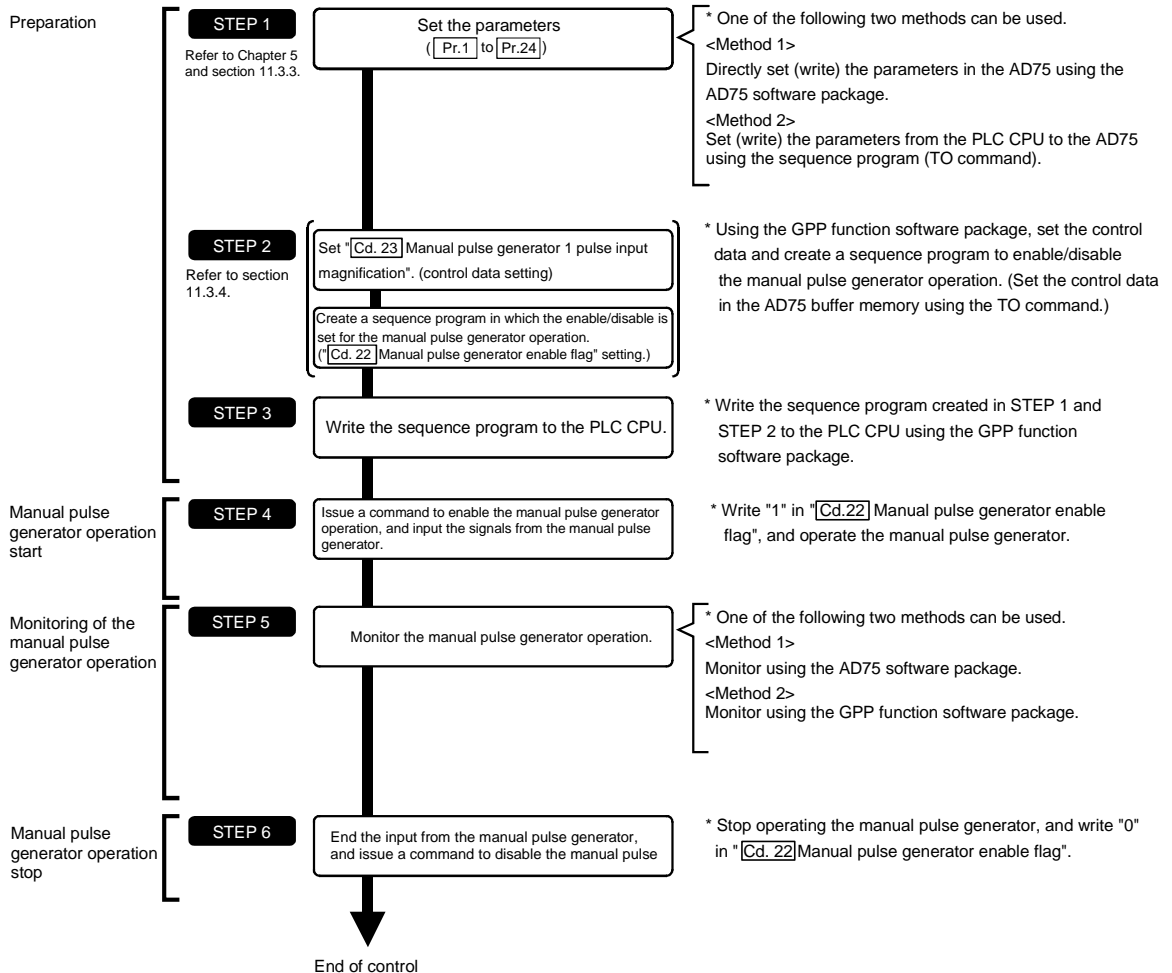 Preparation
STEP 1
Refer to Chapter 5
and section 11.3.3.
Set the parameters
( Pr.1 to Pr.24 )
* One of the following two methods can be used.
<Method 1>
Directly set (write) the parameters in the AD75 using the
AD75 software package.
<Method 2>
Set (write) the parameters from the PLC CPU to the AD75
using the sequence program (TO command).
STEP 2
Refer to section
11.3.4.
Set "Cd. 23 Manual pulse generator 1 pulse input
magnification". (control data setting)
Create a sequence program in which the enable/disable is
set for the manual pulse generator operation.
("Cd. 22 Manual pulse generator enable flag" setting.)
* Using the GPP function software package, set the control
data and create a sequence program to enable/disable
the manual pulse generator operation. (Set the control data
in the AD75 buffer memory using the TO command.)
STEP 3
Write the sequence program to the PLC CPU.
* Write the sequence program created in STEP 1 and
STEP 2 to the PLC CPU using the GPP function
software package.
Manual pulse
generator operation
start
STEP 4
Issue a command to enable the manual pulse generator
operation, and input the signals from the manual pulse
generator.
* Write "1" in "Cd.22 Manual pulse generator enable
flag", and operate the manual pulse generator.
Monitoring of the
manual pulse
generator operation
STEP 5
Monitor the manual pulse generator operation.
* One of the following two methods can be used.
<Method 1>
Monitor using the AD75 software package.
<Method 2>
Monitor using the GPP function software package.
Manual pulse
generator operation
stop
STEP 6
End the input from the manual pulse generator,
and issue a command to disable the manual pulse
* Stop operating the manual pulse generator, and write "0"
in "Cd. 22 Manual pulse generator enable flag".
End of control